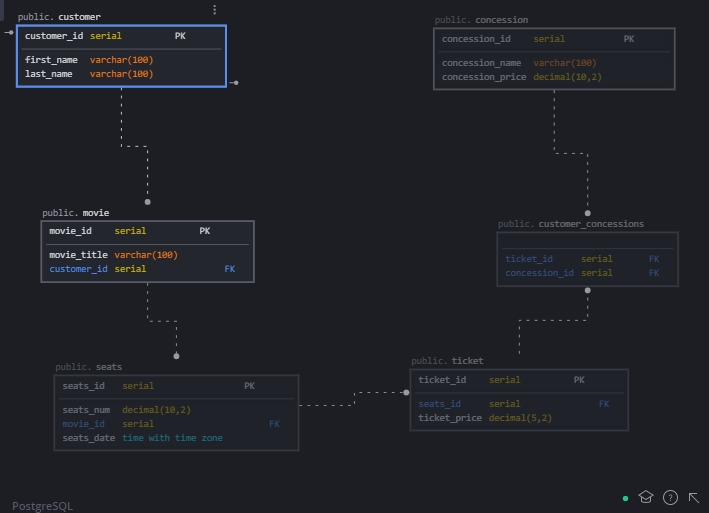 public. customer
customer_id serial PK
first_name varchar(100)
last_name varchar(100)
public. concession
concession_id serial PK
concession_name varchar(100)
concession_price decimal(10,2)
public. movie
movie_id serial PK
movie_title varchar(100)
customer_id serial FK
public. customer_concessions
ticket_id serial FK
concession_id serial FK
public. seats
seats_id serial PK
seats_num decimal(10,2)
movie_id serial FK
seats_date time with time zone
public. ticket
ticket_id serial PK
seats_id serial FK
ticket_price decimal(5,2)
PostgreSQL
?